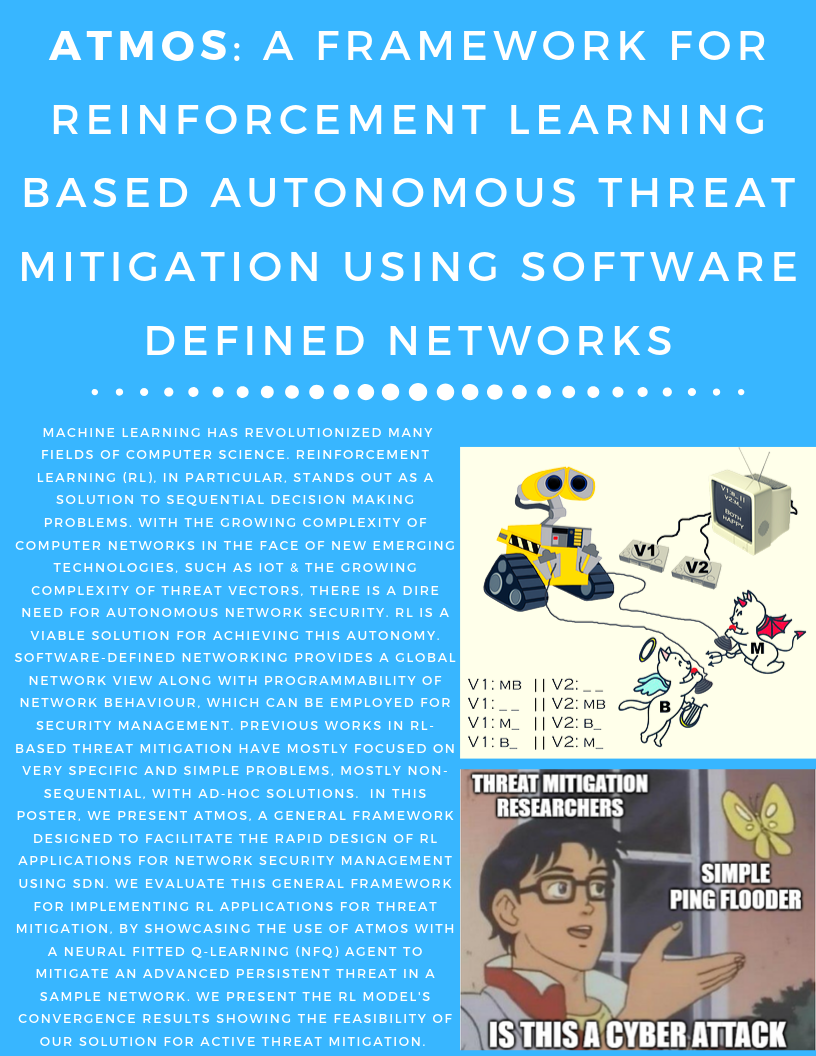 ATMOS: A FRAMEWORK FOR
REINFORCEMENT LEARNING
BASED AUTONOMOUS THREAT
MITIGATION USING SOFTWARE
DEFINED NETWORKS
MACHINE LEARNING HAS REVOLUTIONIZED MANY
FIELDS OF COMPUTER SCIENCE. REINFORCEMENT
LEARNING (RL), IN PARTICULAR, STANDS OUT AS A
SOLUTION TO SEQUENTIAL DECISION MAKING
PROBLEMS. WITH THE GROWING COMPLEXITY OF
COMPUTER NETWORKS IN THE FACE OF NEW EMERGING
TECHNOLOGIES, SUCH AS IOT & THE GROWING
COMPLEXITY OF THREAT VECTORS, THERE IS A DIRE
NEED FOR AUTONOMOUS NETWORK SECURITY. RL IS A
VIABLE SOLUTION FOR ACHIEVING THIS AUTONOMY.
SOFTWARE-DEFINED NETWORKING PROVIDES A GLOBAL
NETWORK VIEW ALONG WITH PROGRAMMABILITY OF
NETWORK BEHAVIOUR, WHICH CAN BE EMPLOYED FOR
SECURITY MANAGEMENT. PREVIOUS WORKS IN RL-
BASED THREAT MITIGATION HAVE MOSTLY FOCUSED ON
VERY SPECIFIC AND SIMPLE PROBLEMS, MOSTLY NON-
SEQUENTIAL, WITH AD-HOC SOLUTIONS. IN THIS
POSTER, WE PRESENT ATMOS, A GENERAL FRAMEWORK
DESIGNED TO FACILITATE THE RAPID DESIGN OF RL
APPLICATIONS FOR NETWORK SECURITY MANAGEMENT
USING SDN. WE EVALUATE THIS GENERAL FRAMEWORK
FOR IMPLEMENTING RL APPLICATIONS FOR THREAT
MITIGATION, BY SHOWCASING THE USE OF ATMOS WITH
A NEURAL FITTED Q-LEARNING (NFQ) AGENT TO
MITIGATE AN ADVANCED PERSISTENT THREAT IN A
SAMPLE NETWORK. WE PRESENT THE RL MODEL'S
CONVERGENCE RESULTS SHOWING THE FEASIBILITY OF
OUR SOLUTION FOR ACTIVE THREAT MITIGATION.
BOTH
HAPPY
V1
V2
M
B
V1: MB || V2: _ _
V1: _ _ || V2: MB
V1: M_ || V2: B_
V1: B_ || V2: M_
THREAT MITIGATION
RESEARCHERS
SIMPLE
PING FLOODER
IS THIS A CYBER ATTACK